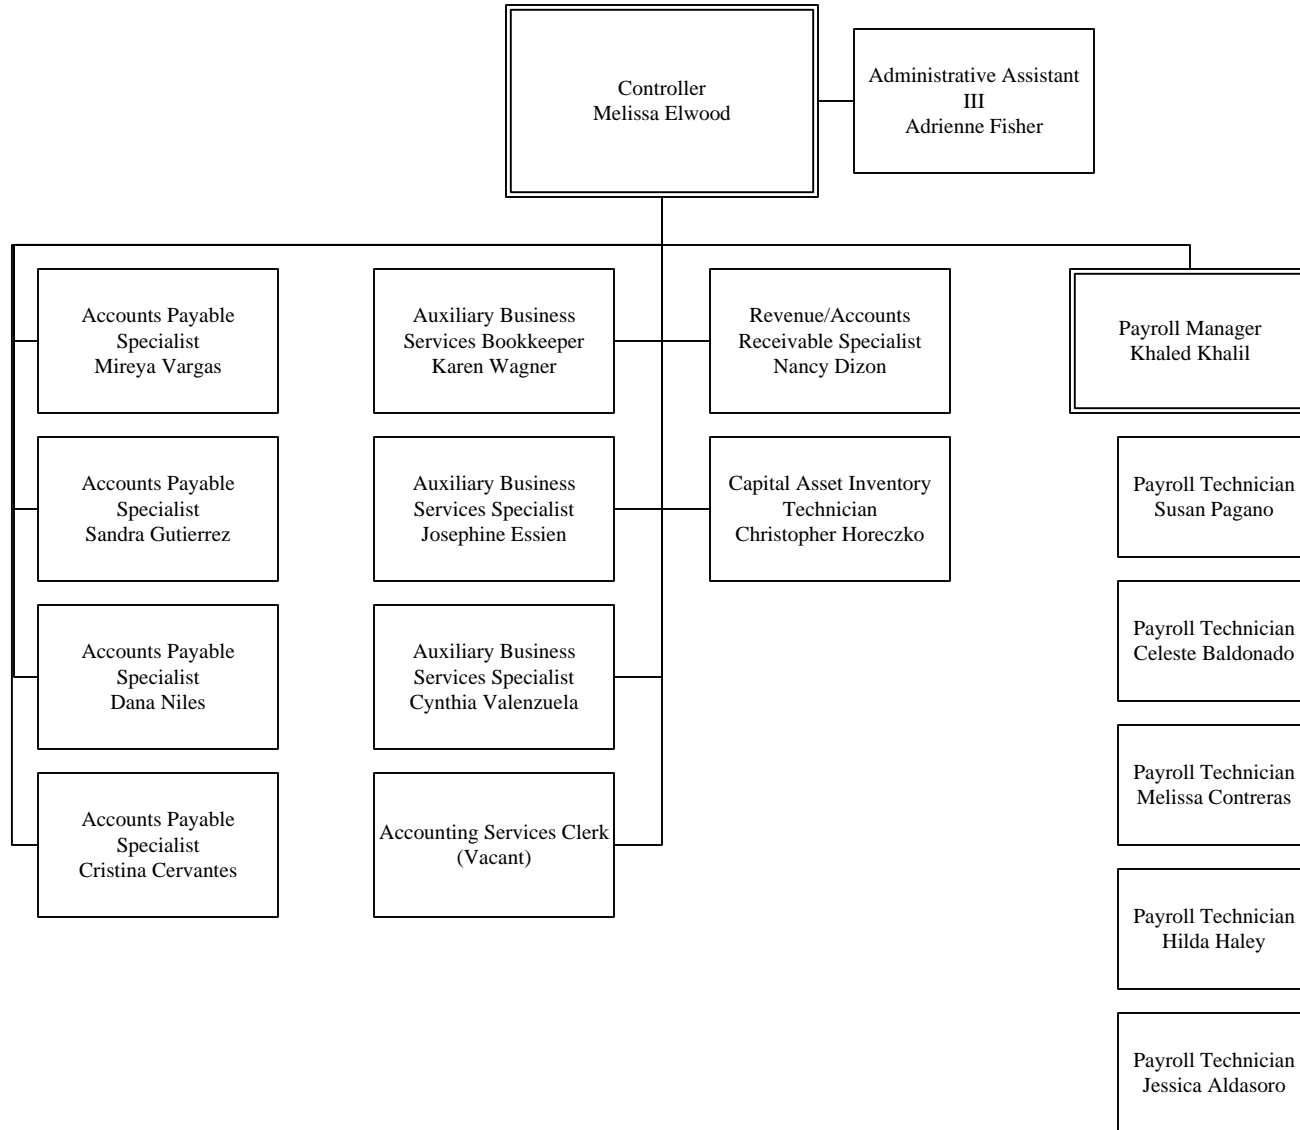 Controller
Melissa Elwood
Administrative Assistant
III
Adrienne Fisher
Accounts Payable
Specialist
Mireya Vargas
Auxiliary Business
Services Bookkeeper
Karen Wagner
Revenue/Accounts
Receivable Specialist
Nancy Dizon
Payroll Manager
Khaled Khalil
Accounts Payable
Specialist
Sandra Gutierrez
Auxiliary Business
Services Specialist
Josephine Essien
Capital Asset Inventory
Technician
Christopher Horeczko
Payroll Technician
Susan Pagano
Accounts Payable
Specialist
Dana Niles
Auxiliary Business
Services Specialist
Cynthia Valenzuela
Payroll Technician
Celeste Baldonado
Accounts Payable
Specialist
Cristina Cervantes
Accounting Services Clerk
(Vacant)
Payroll Technician
Melissa Contreras
Payroll Technician
Hilda Haley
Payroll Technician
Jessica Aldasoro